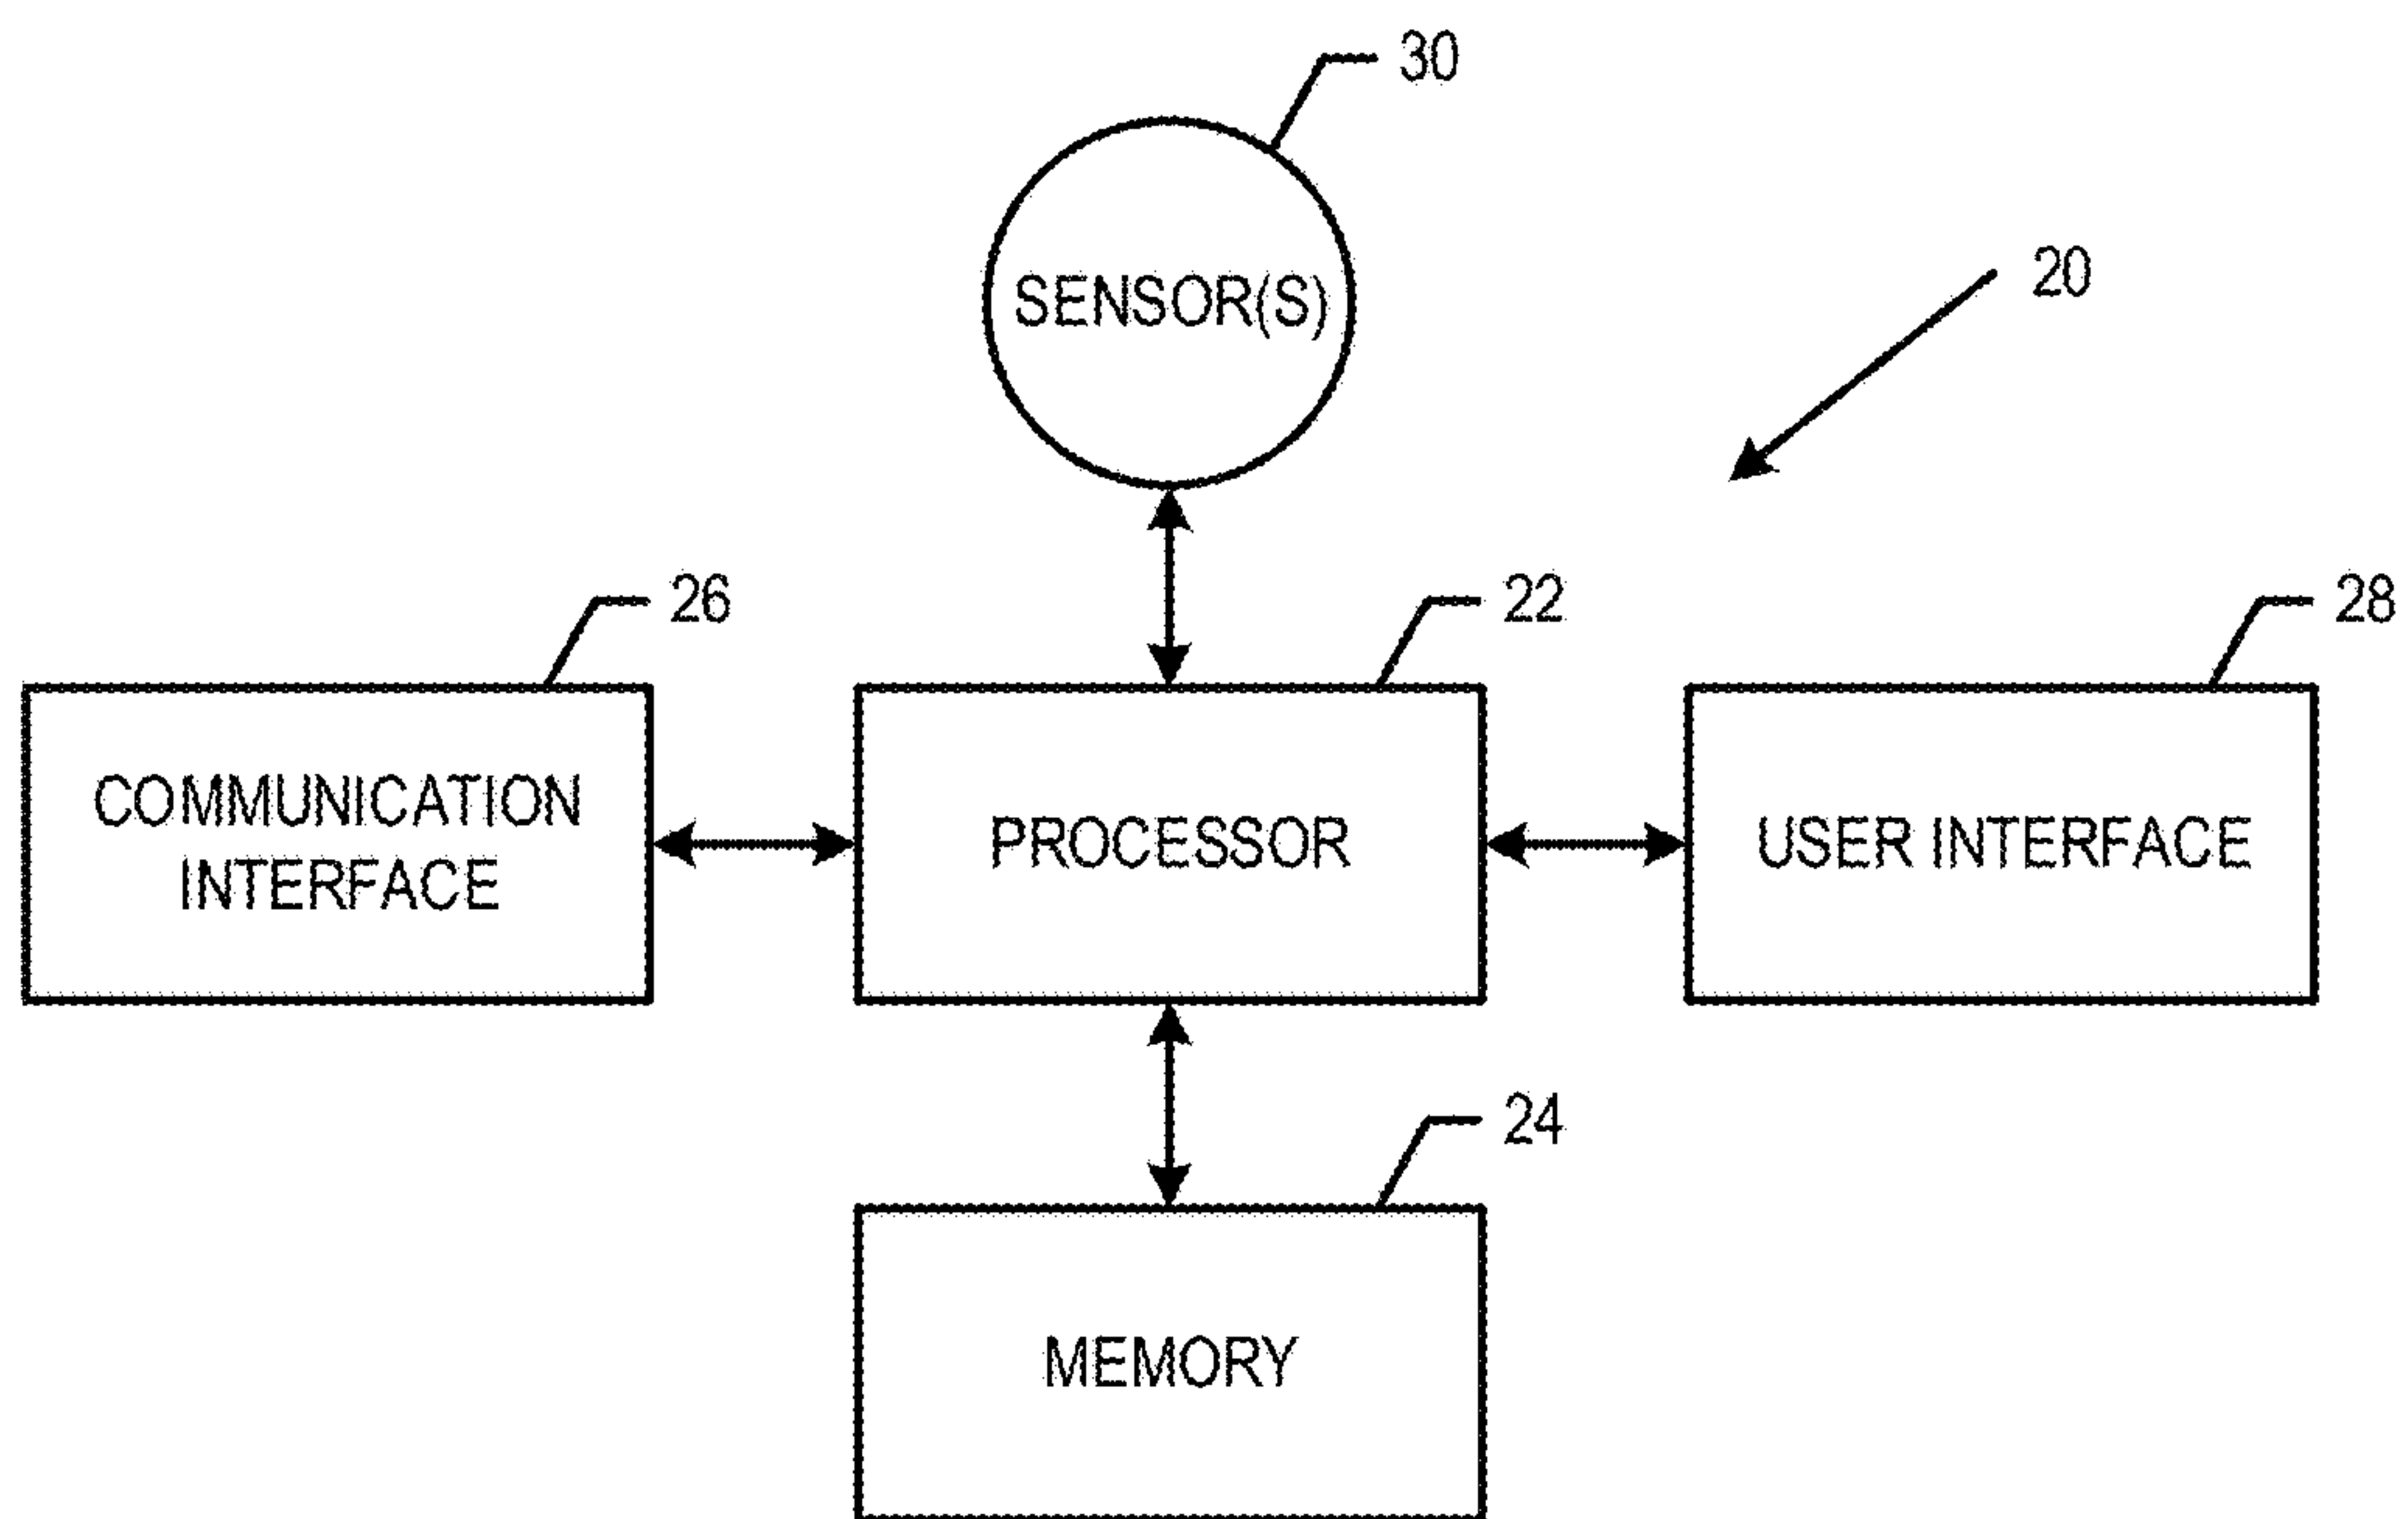 30
SENSOR(S)
20
26
22
28
COMMUNICATION
INTERFACE
PROCESSOR
USER INTERFACE
24
MEMORY